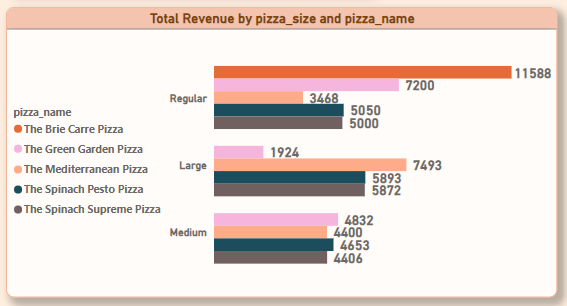 Total Revenue by pizza_size and pizza_name
pizza_name
The Brie Carre Pizza
The Green Garden Pizza
The Mediterranean Pizza
The Spinach Pesto Pizza
The Spinach Supreme Pizza
Regular
11588
7200
3468
5050
5000
Large
1924
7493
5893
5872
Medium
4832
4400
4653
4406